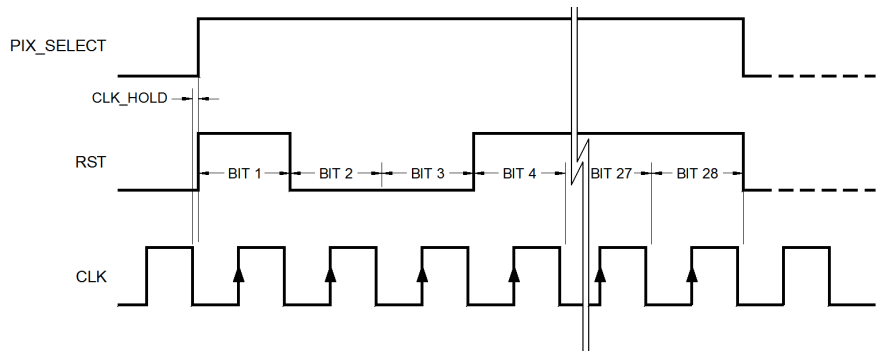 PIX_SELECT
CLK_HOLD
RST
BIT 1 BIT 2 BIT 3 BIT 4 BIT 27 BIT 28
CLK